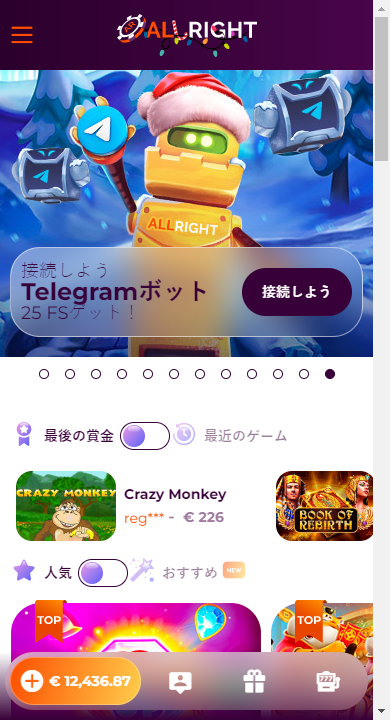 ALLRIGHT
ALLRIGHT
接続しよう
Telegramボット
25 FSゲット！
接続しよう
最後の賞金
最近のゲーム
CRAZY MONKEY
Crazy Monkey
reg*** - € 226
BOOK OF
REBIRTH
人気
おすすめ
NEW
TOP
TOP
€ 12,436.87
777